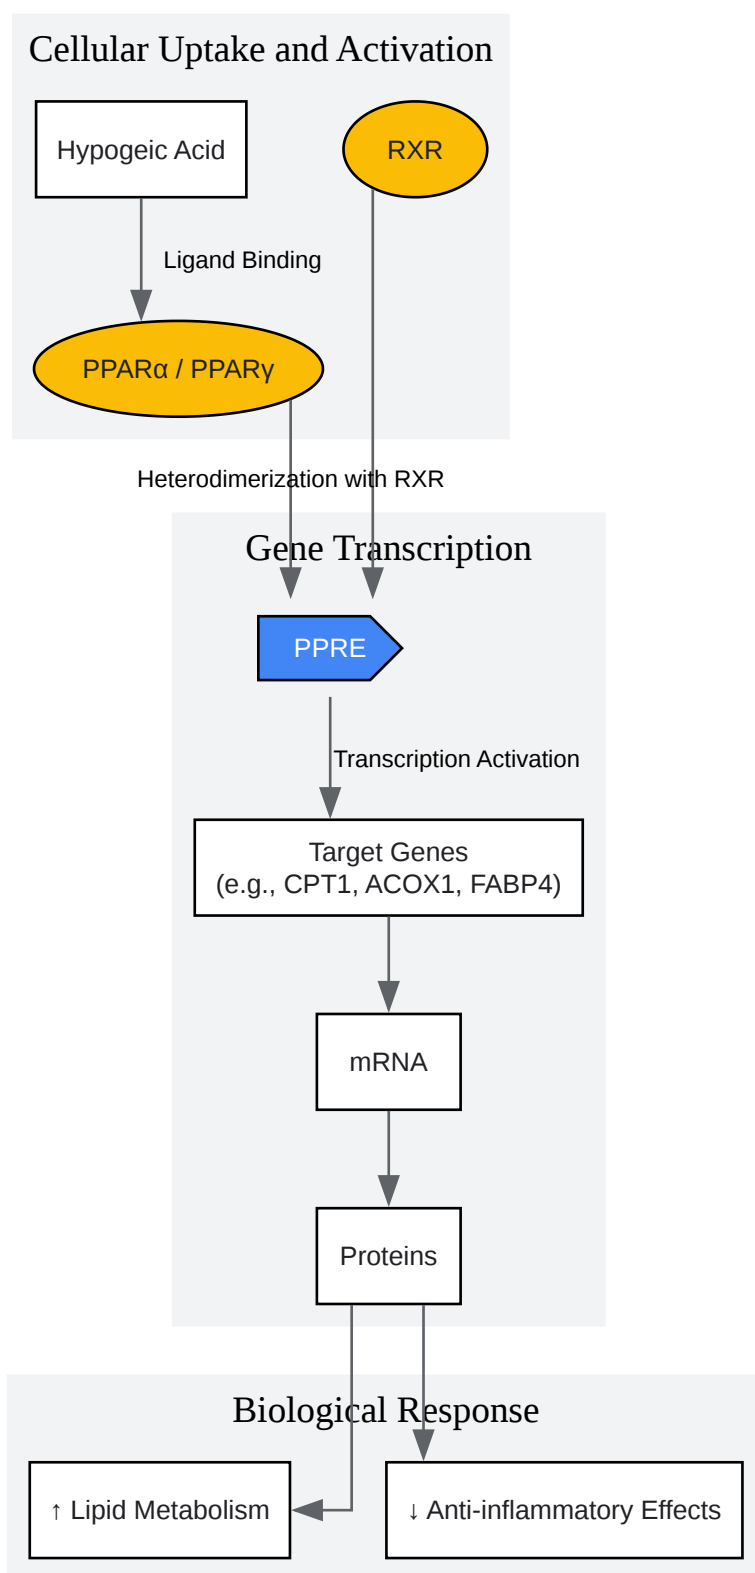 Cellular Uptake and Activation
Hypogeic Acid
RXR
Ligand Binding
PPARα / PPARγ
Heterodimerization with RXR
Gene Transcription
PPRE
Transcription Activation
Target Genes
(e.g., CPT1, ACOX1, FABP4)
mRNA
Proteins
Biological Response
↑ Lipid Metabolism
↓ Anti-inflammatory Effects